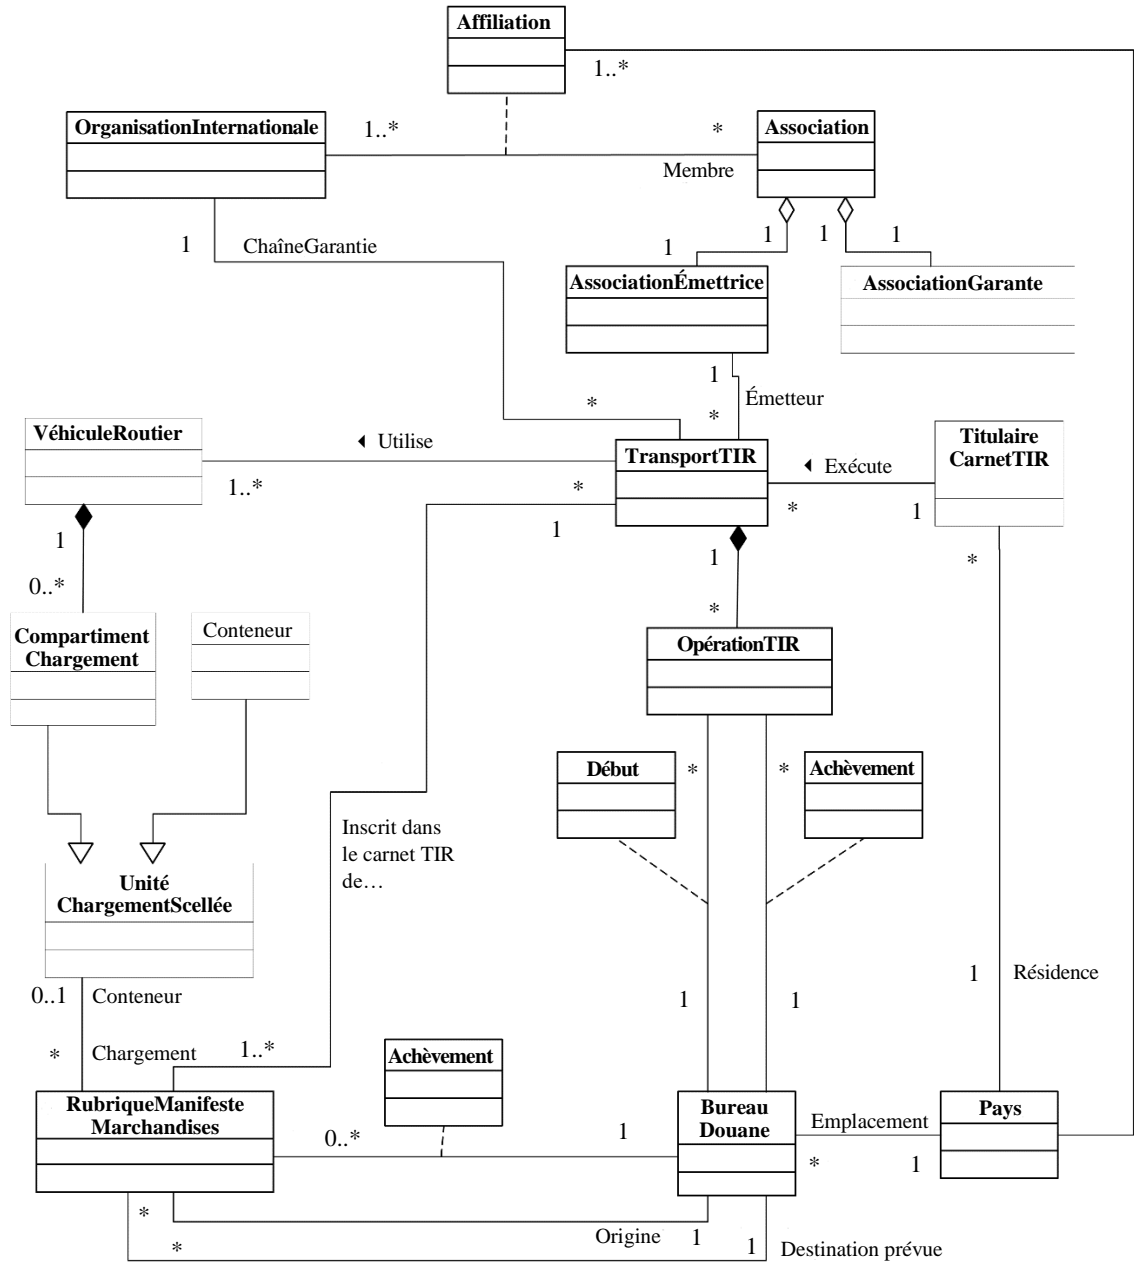 Affiliation
1..*
OrganisationInternationale
1..*
*
Association
Membre
1
ChaîneGarantie
1
1
1
1
AssociationÉmettrice
AssociationGarante
1
Émetteur
*
*
VéhiculeRoutier
Utilise
1..*
*
TransportTIR
Exécute
*
1
Titulaire
CarnetTIR
1
1
1
*
0..*
*
Compartiment
Chargement
Conteneur
OpérationTIR
Début
*
*
Achèvement
Inscrit dans
le carnet TIR
de…
Unité
ChargementScellée
0..1
Conteneur
1
1
1
Résidence
*
Chargement
1..*
Achèvement
RubriqueManifeste
Marchandises
0..*
1
Bureau
Douane
Emplacement
*
1
Pays
*
*
Origine
1
1
Destination prévue